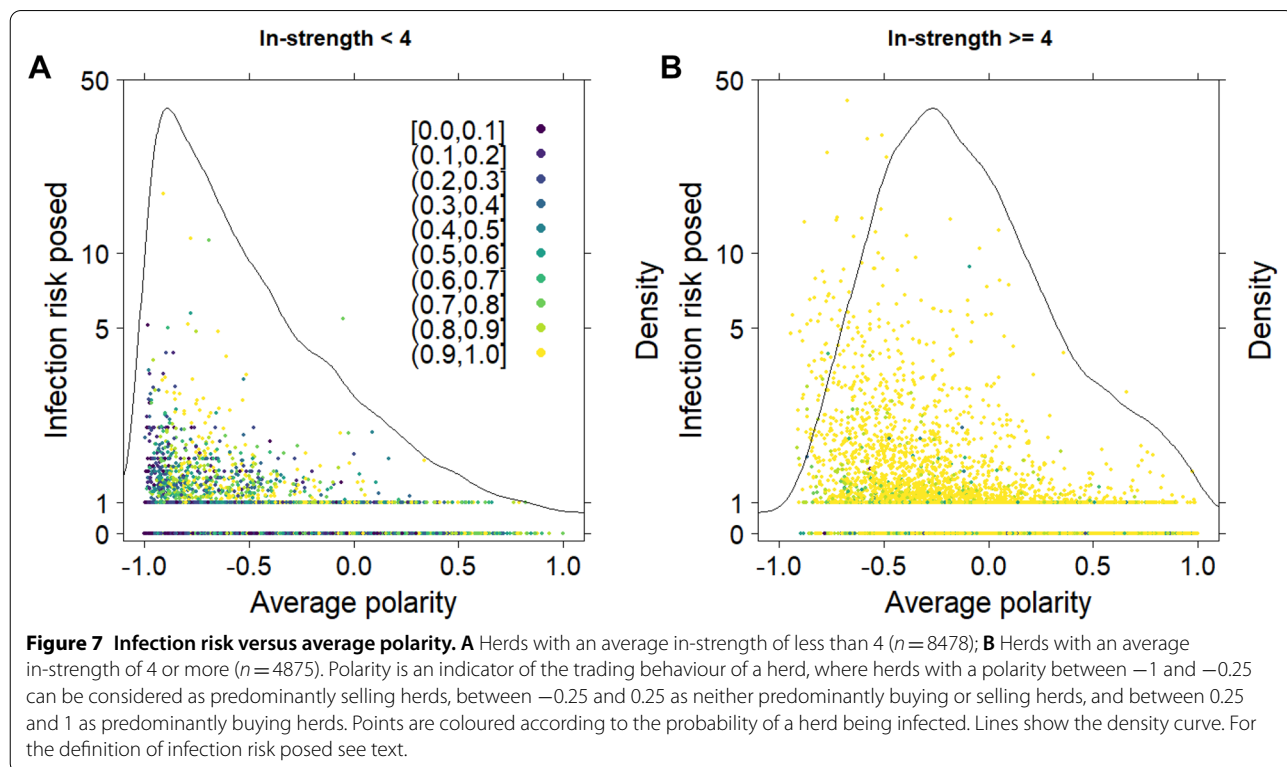 In-strength < 4
A
50
10
5
1
0
Infection risk posed
[0.0,0.1]
(0.1,0.2]
(0.2,0.3]
(0.3,0.4]
(0.4,0.5]
(0.5,0.6]
(0.6,0.7]
(0.7,0.8]
(0.8,0.9]
(0.9,1.0]
Density
-1.0 -0.5 0.0 0.5 1.0
Average polarity
In-strength >= 4
B
50
10
5
1
0
Infection risk posed
Density
-1.0 -0.5 0.0 0.5 1.0
Average polarity
Figure 7 Infection risk versus average polarity. A Herds with an average in-strength of less than 4 (n = 8478); B Herds with an average
in-strength of 4 or more (n = 4875). Polarity is an indicator of the trading behaviour of a herd, where herds with a polarity between −1 and −0.25
can be considered as predominantly selling herds, between −0.25 and 0.25 as neither predominantly buying or selling herds, and between 0.25
and 1 as predominantly buying herds. Points are coloured according to the probability of a herd being infected. Lines show the density curve. For
the definition of infection risk posed see text.